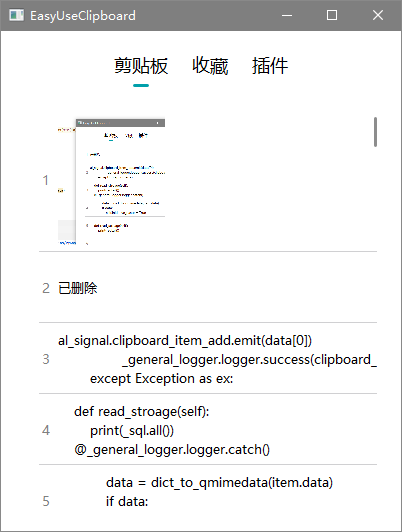 EasyUseClipboard
剪贴板 收藏 插件
1
2 已删除
al_signal.clipboard_item_add.emit(data[0])
3 _general_logger.logger.success(clipboard_
except Exception as ex:
def read_stroage(self):
4 print(_sql.all())
@_general_logger.logger.catch()
data = dict_to_qmimedata(item.data)
5 if data: